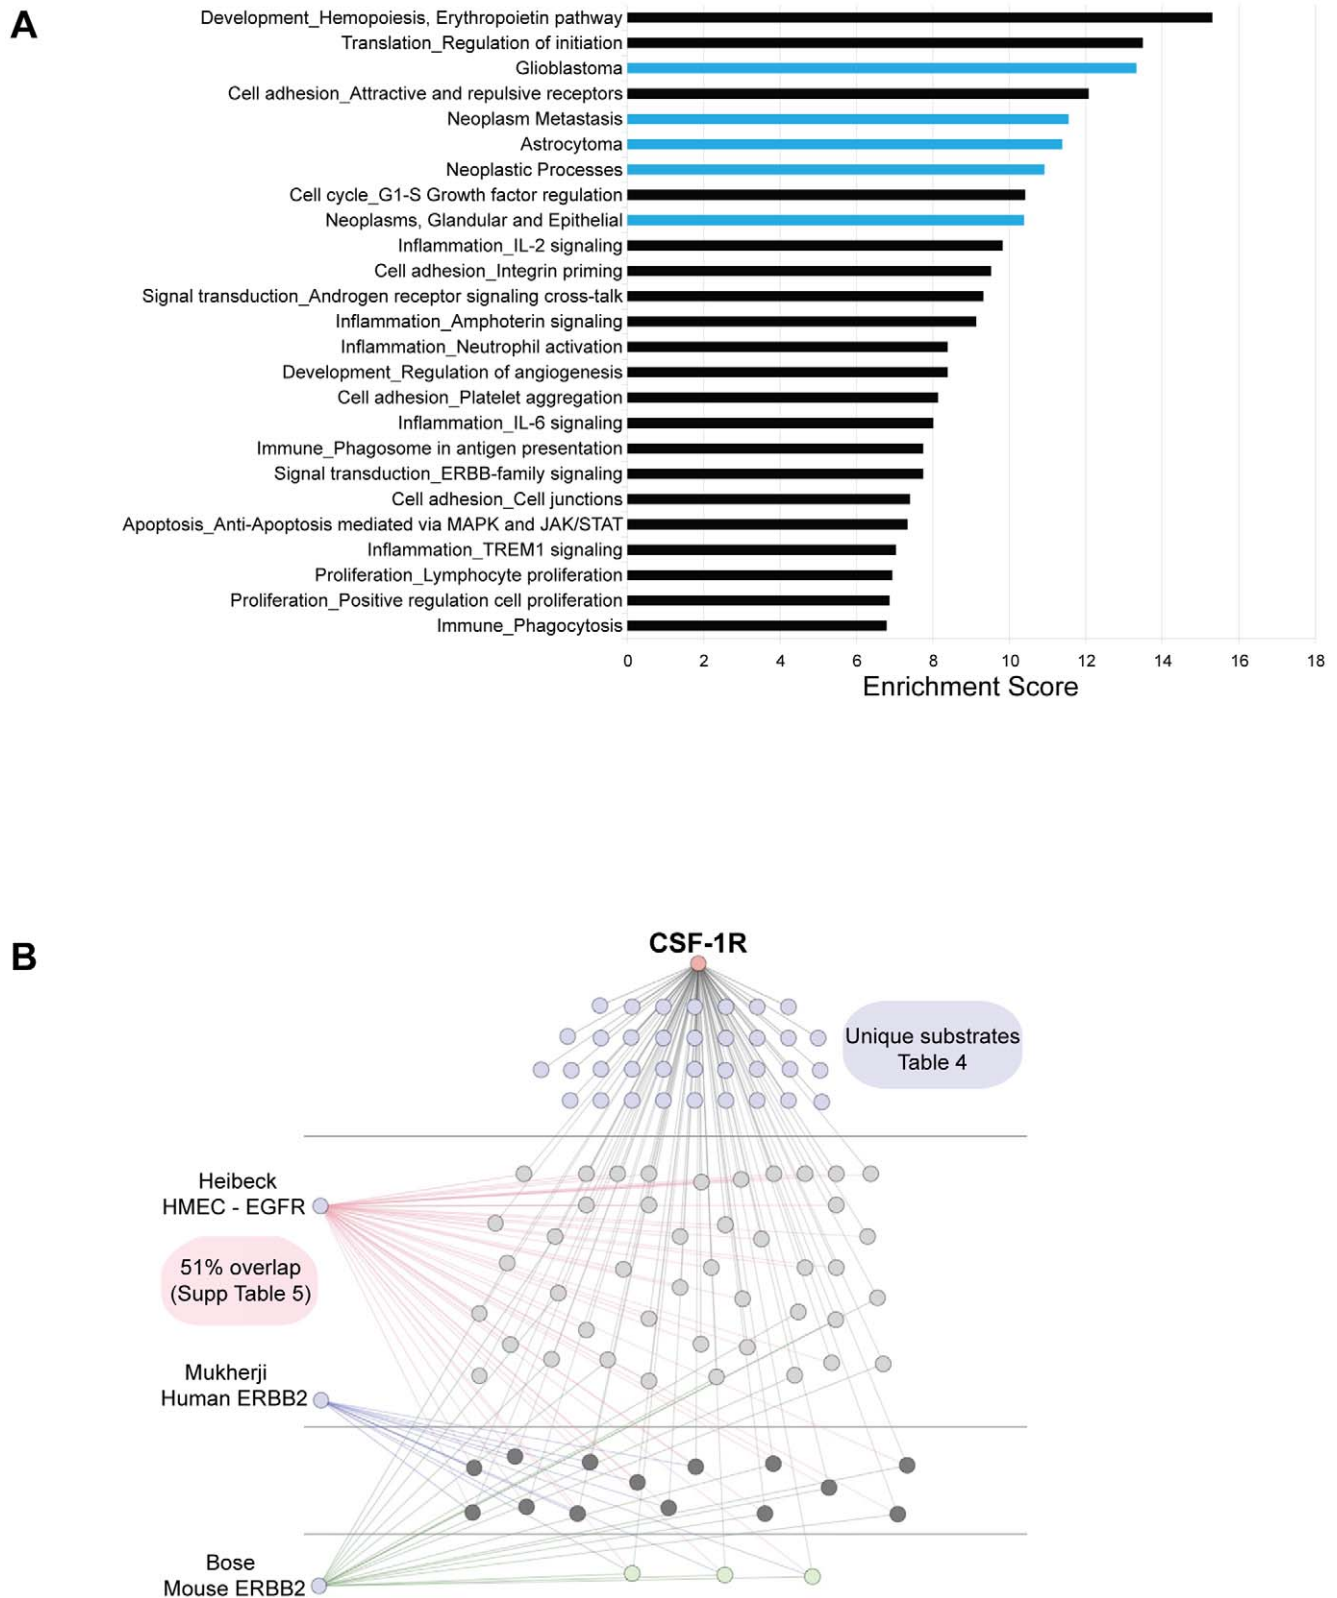 A
Development_Hemopoiesis, Erythropoietin pathway
Translation_Regulation of initiation
Glioblastoma
Cell adhesion_Attractive and repulsive receptors
Neoplasm Metastasis
Astrocytoma
Neoplastic Processes
Cell cycle_G1-S Growth factor regulation
Neoplasms, Glandular and Epithelial
Inflammation_IL-2 signaling
Cell adhesion_Integrin priming
Signal transduction_Androgen receptor signaling cross-talk
Inflammation_Amphoterin signaling
Inflammation_Neutrophil activation
Development_Regulation of angiogenesis
Cell adhesion_Platelet aggregation
Inflammation_IL-6 signaling
Immune_Phagosome in antigen presentation
Signal transduction_ERBB-family signaling
Cell adhesion_Cell junctions
Apoptosis_Anti-Apoptosis mediated via MAPK and JAK/STAT
Inflammation_TREM1 signaling
Proliferation_Lymphocyte proliferation
Proliferation_Positive regulation cell proliferation
Immune_Phagocytosis
0 2 4 6 8 10 12 14 16 18
Enrichment Score
B
CSF-1R
Unique substrates
Table 4
Heibeck
HMEC - EGFR
51% overlap
(Supp Table 5)
Mukherji
Human ERBB2
Bose
Mouse ERBB2